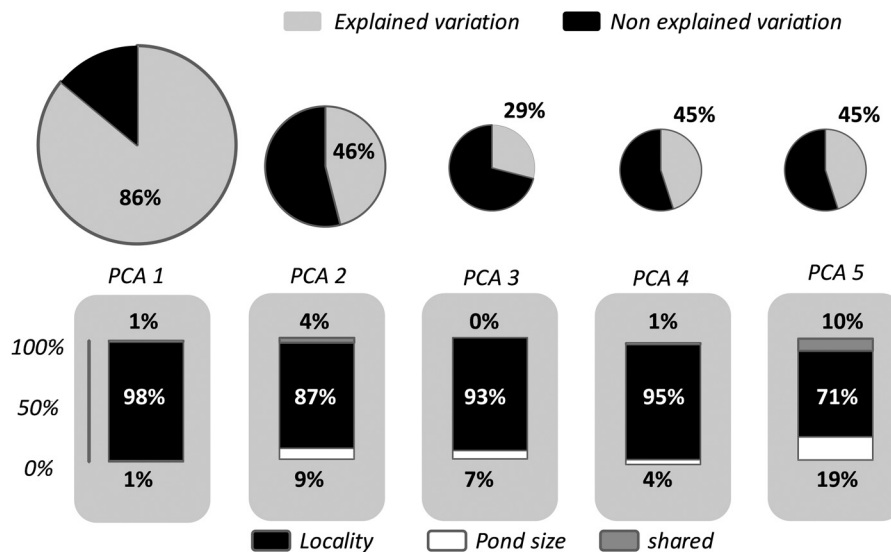 Explained variation Non explained variation
86%
46%
29%
45%
45%
PCA 1 PCA 2 PCA 3 PCA 4 PCA 5
1% 4% 0% 1% 10%
100%
50%
0%
98% 87% 93% 95% 71%
1% 9% 7% 4% 19%
Locality Pond size shared